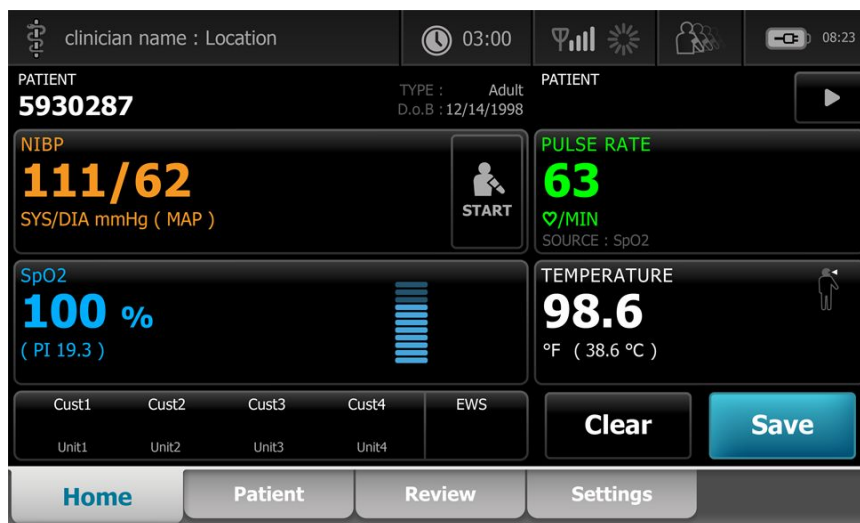 clinician name : Location
03:00
08:23
PATIENT
5930287
TYPE : Adult
D.o.B : 12/14/1998
PATIENT
NIBP
111/62
SYS/DIA mmHg ( MAP )
START
PULSE RATE
63
♡/MIN
SOURCE : SpO2
SpO2
100 %
( PI 19.3 )
TEMPERATURE
98.6
°F ( 38.6 °C )
Cust1 Cust2 Cust3 Cust4 EWS
Unit1 Unit2 Unit3 Unit4
Clear
Save
Home Patient Review Settings